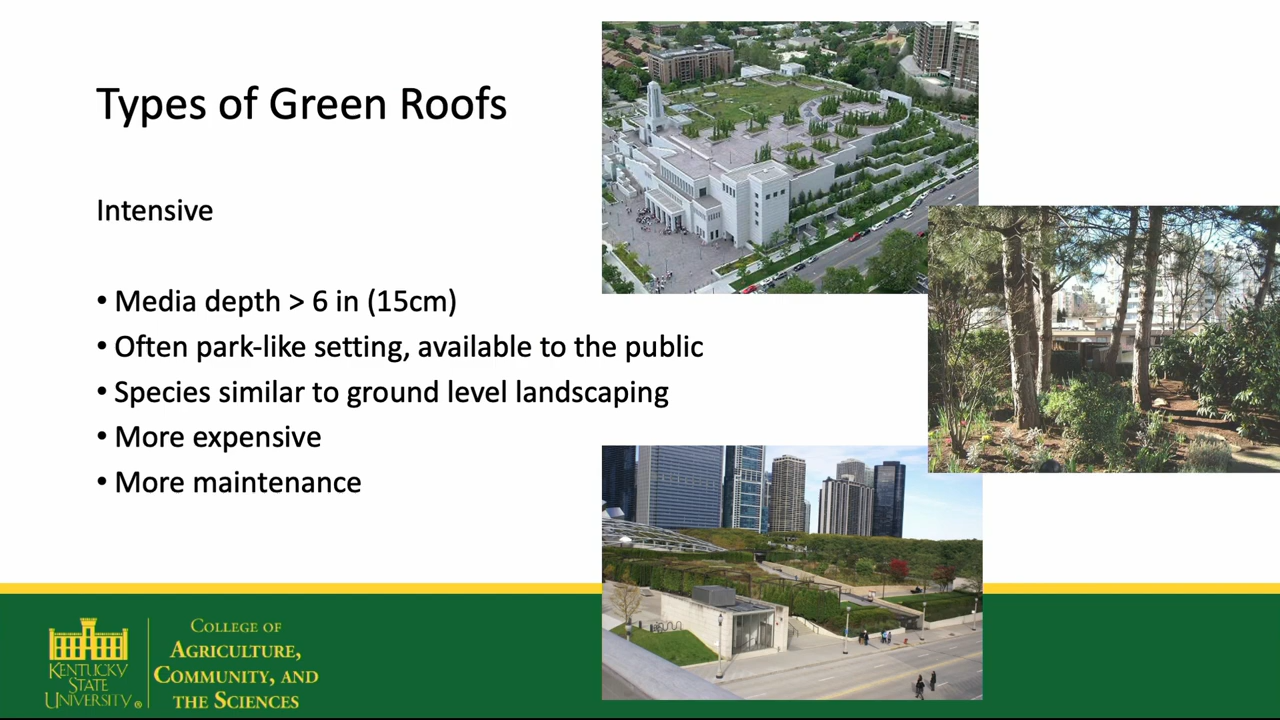 Types of Green Roofs
Intensive
• Media depth > 6 in (15cm)
• Often park-like setting, available to the public
• Species similar to ground level landscaping
• More expensive
• More maintenance
KENTUCKY
STATE
UNIVERSITY®
COLLEGE OF
AGRICULTURE,
COMMUNITY, AND
THE SCIENCES